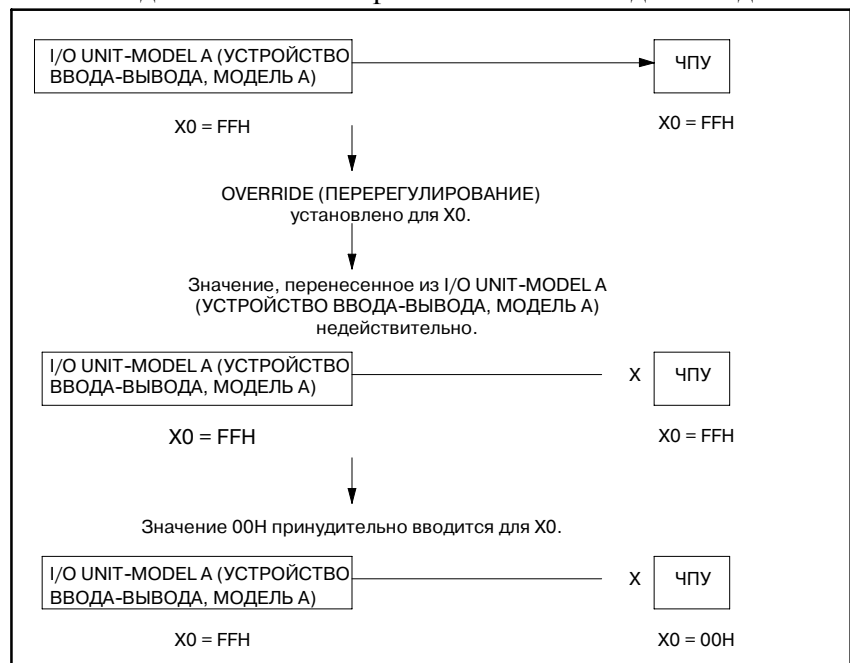 I/O UNIT-MODEL A (УСТРОЙСТВО
ВВОДА-ВЫВОДА, МОДЕЛЬ А)
ЧПУ
X0 = FFH
X0 = FFH
OVERRIDE (ПЕРЕРЕГУЛИРОВАНИЕ)
установлено для X0.
Значение, перенесенное из I/O UNIT-MODEL A
(УСТРОЙСТВО ВВОДА-ВЫВОДА, МОДЕЛЬ А)
недействительно.
I/O UNIT-MODEL A (УСТРОЙСТВО
ВВОДА-ВЫВОДА, МОДЕЛЬ А)
X
ЧПУ
X0 = FFH
X0 = FFH
Значение 00H принудительно вводится для X0.
I/O UNIT-MODEL A (УСТРОЙСТВО
ВВОДА-ВЫВОДА, МОДЕЛЬ А)
X
ЧПУ
X0 = FFH
X0 = 00H